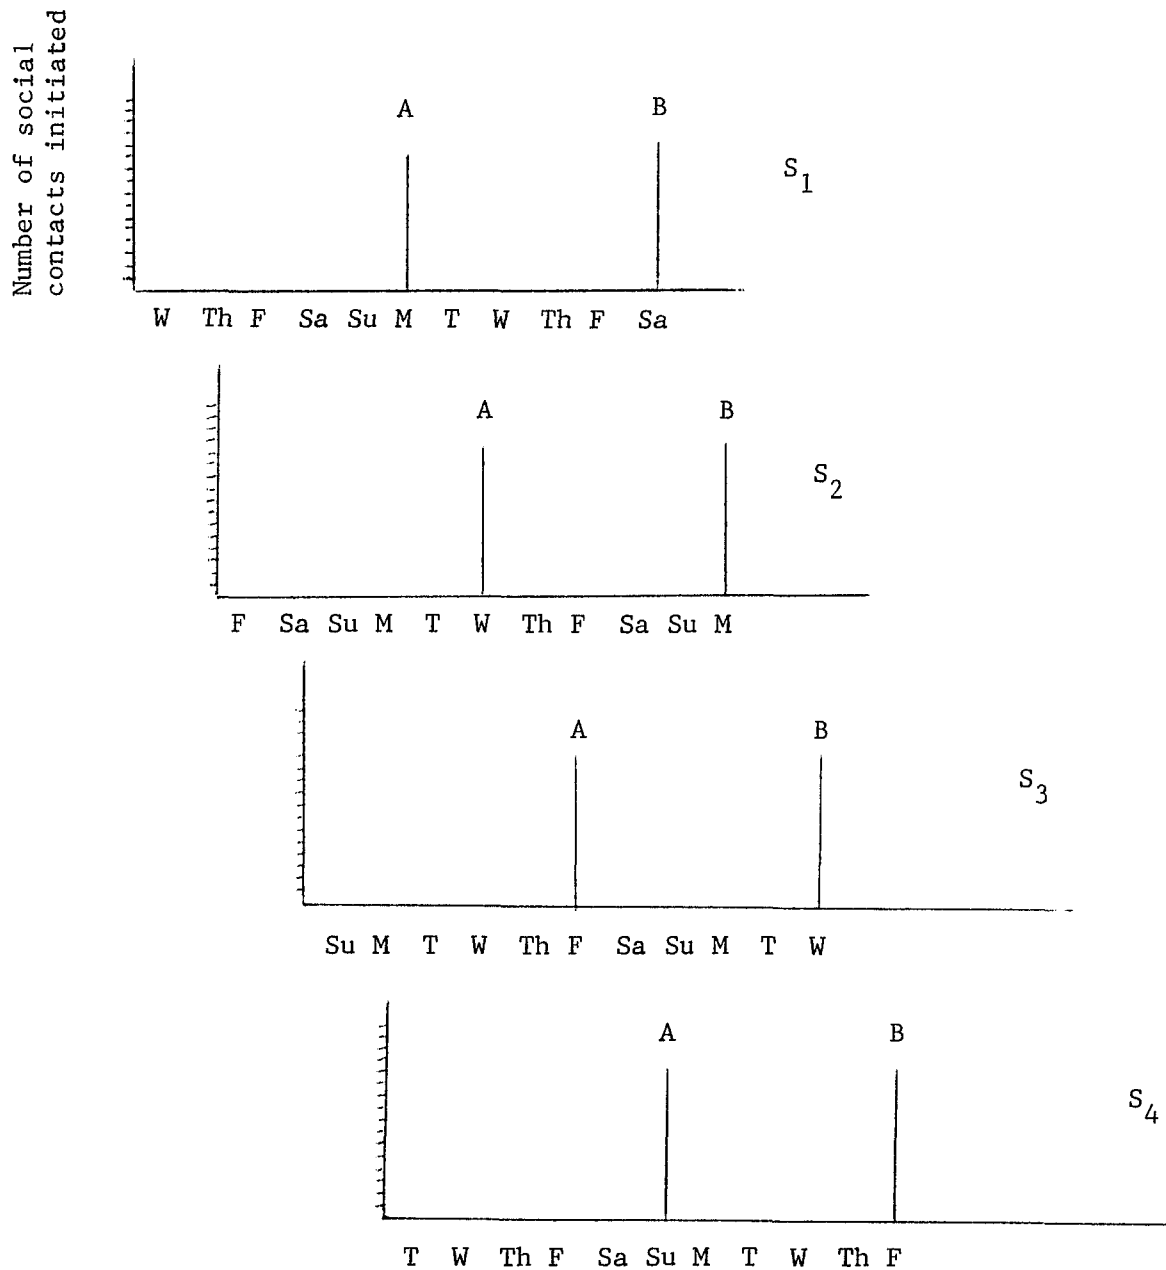 Number of social
contacts initiated
A B
S1
W Th F Sa Su M T W Th F Sa
A B
S2
F Sa Su M T W Th F Sa Su M
A B
S3
Su M T W Th F Sa Su M T W
A B
S4
T W Th F Sa Su M T W Th F